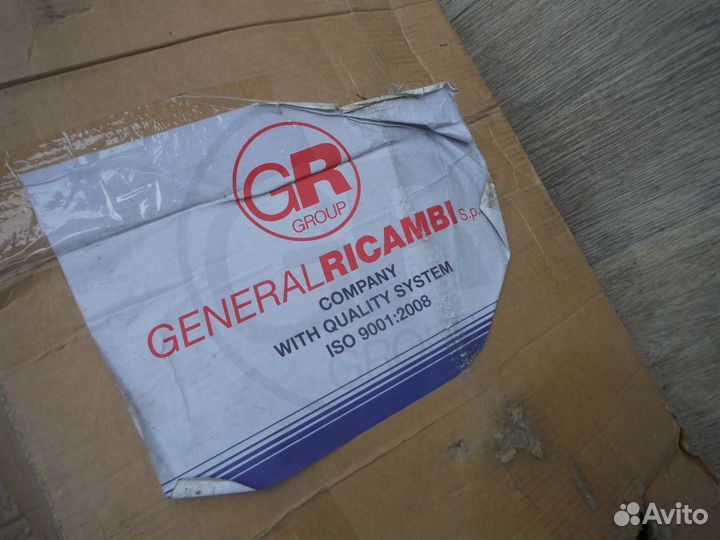 GR
GROUP
GENERALRICAMBI S.p.
COMPANY
WITH QUALITY SYSTEM
ISO 9001:2008
Avito